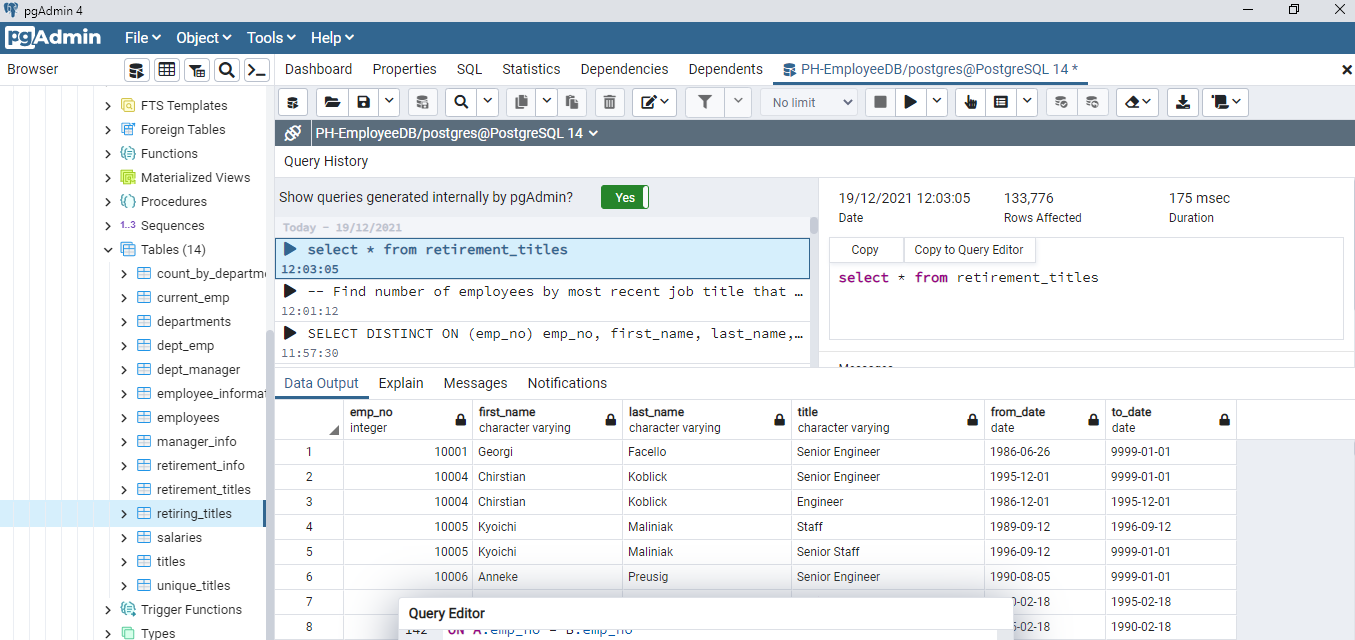 pgAdmin 4
pgAdmin File Object Tools Help
Browser
Dashboard Properties SQL Statistics Dependencies Dependents PH-EmployeeDB/postgres@PostgreSQL 14 *
FTS Templates
Foreign Tables
Functions
Materialized Views
Procedures
1..3 Sequences
Tables (14)
count_by_departme
current_emp
departments
dept_emp
dept_manager
employee_informat
employees
manager_info
retirement_info
retirement_titles
retiring_titles
salaries
titles
unique_titles
Trigger Functions
Types
No limit
PH-EmployeeDB/postgres@PostgreSQL 14
Query History
Show queries generated internally by pgAdmin? Yes
Today - 19/12/2021
select * from retirement_titles
12:03:05
-- Find number of employees by most recent job title that ...
12:01:12
SELECT DISTINCT ON (emp_no) emp_no, first_name, last_name,...
11:57:30
19/12/2021 12:03:05 133,776 175 msec
Date Rows Affected Duration
Copy Copy to Query Editor
select * from retirement_titles
Messages
Data Output Explain Messages Notifications
emp_no first_name last_name title from_date to_date
integer character varying character varying character varying date date
1 10001 Georgi Facello Senior Engineer 1986-06-26 9999-01-01
2 10004 Chirstian Koblick Senior Engineer 1995-12-01 9999-01-01
3 10004 Chirstian Koblick Engineer 1986-12-01 1995-12-01
4 10005 Kyoichi Maliniak Staff 1989-09-12 1996-09-12
5 10005 Kyoichi Maliniak Senior Staff 1996-09-12 9999-01-01
6 10006 Anneke Preusig Senior Engineer 1990-08-05 9999-01-01
7 0-02-18 1995-02-18
8 5-02-18 1990-02-18
Query Editor
142 ON A.emp_no = B.emp_no